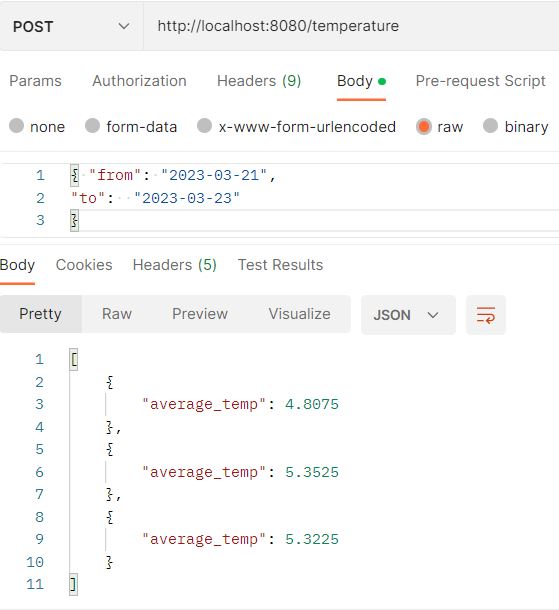 POST http://localhost:8080/temperature
Params Authorization Headers (9) Body Pre-request Script
none form-data x-www-form-urlencoded raw binary
1 { "from": "2023-03-21",
2 "to": "2023-03-23"
3 }
Body Cookies Headers (5) Test Results
Pretty Raw Preview Visualize JSON
1 [
2 {
3 "average_temp": 4.8075
4 },
5 {
6 "average_temp": 5.3525
7 },
8 {
9 "average_temp": 5.3225
10 }
11 ]